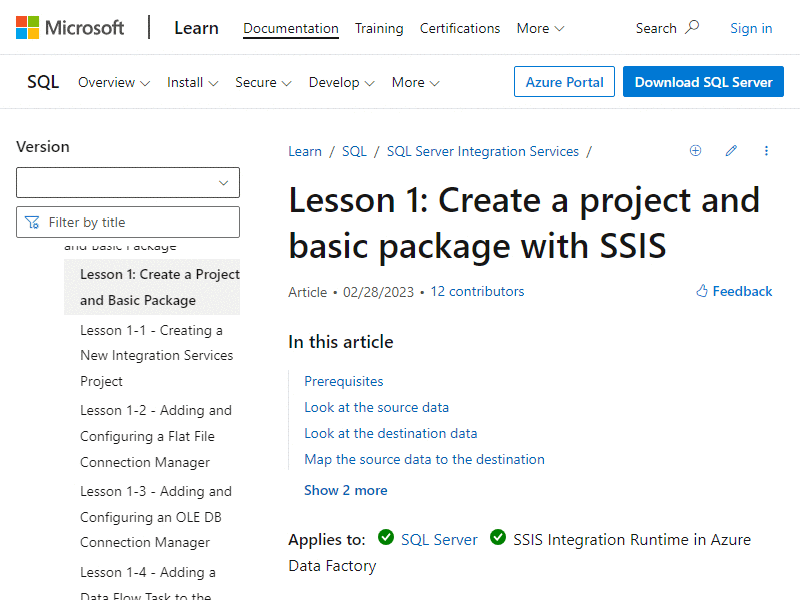 Microsoft Learn Documentation Training Certifications More Search Sign in
SQL Overview Install Secure Develop More Azure Portal Download SQL Server
Version
Filter by title
and Basic Package
Lesson 1: Create a Project
and Basic Package
Lesson 1-1 - Creating a
New Integration Services
Project
Lesson 1-2 - Adding and
Configuring a Flat File
Connection Manager
Lesson 1-3 - Adding and
Configuring an OLE DB
Connection Manager
Lesson 1-4 - Adding a
Data Flow Task to the
Learn / SQL / SQL Server Integration Services /
Lesson 1: Create a project and
basic package with SSIS
Article • 02/28/2023 • 12 contributors
Feedback
In this article
Prerequisites
Look at the source data
Look at the destination data
Map the source data to the destination
Show 2 more
Applies to: SQL Server SSIS Integration Runtime in Azure
Data Factory